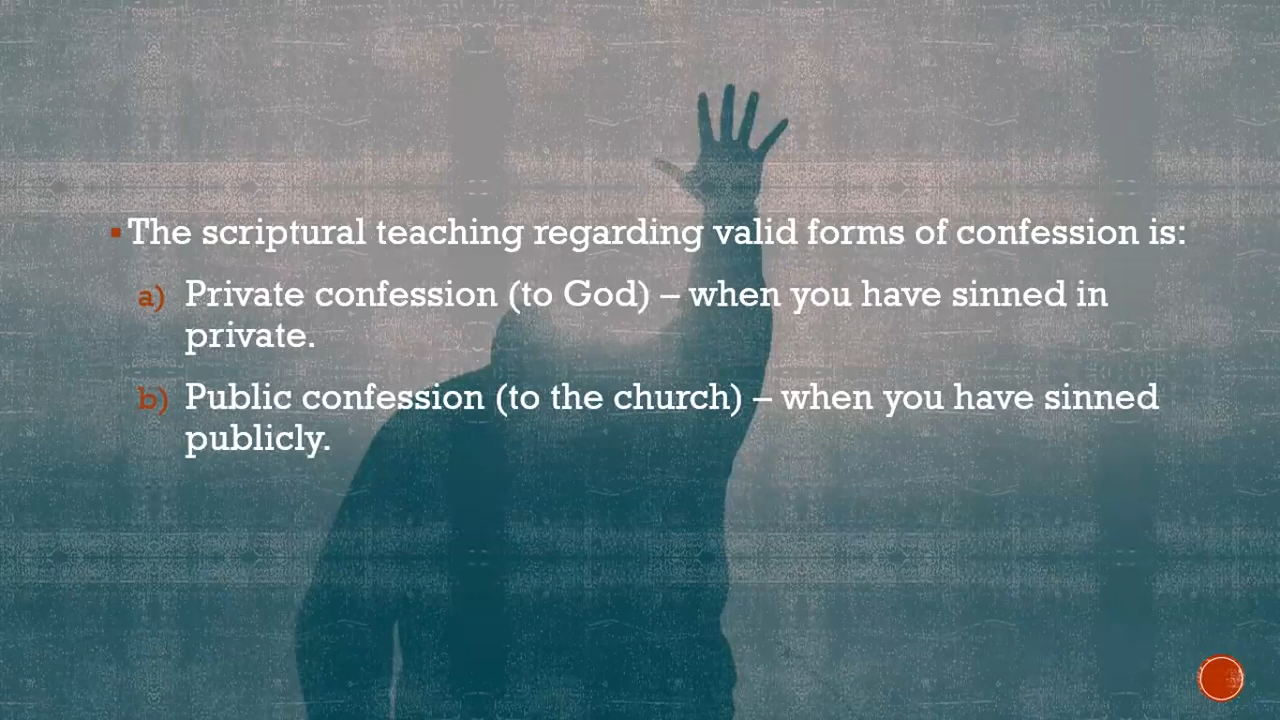 ▪ The scriptural teaching regarding valid forms of confession is:
a) Private confession (to God) – when you have sinned in
private.
b) Public confession (to the church) – when you have sinned
publicly.